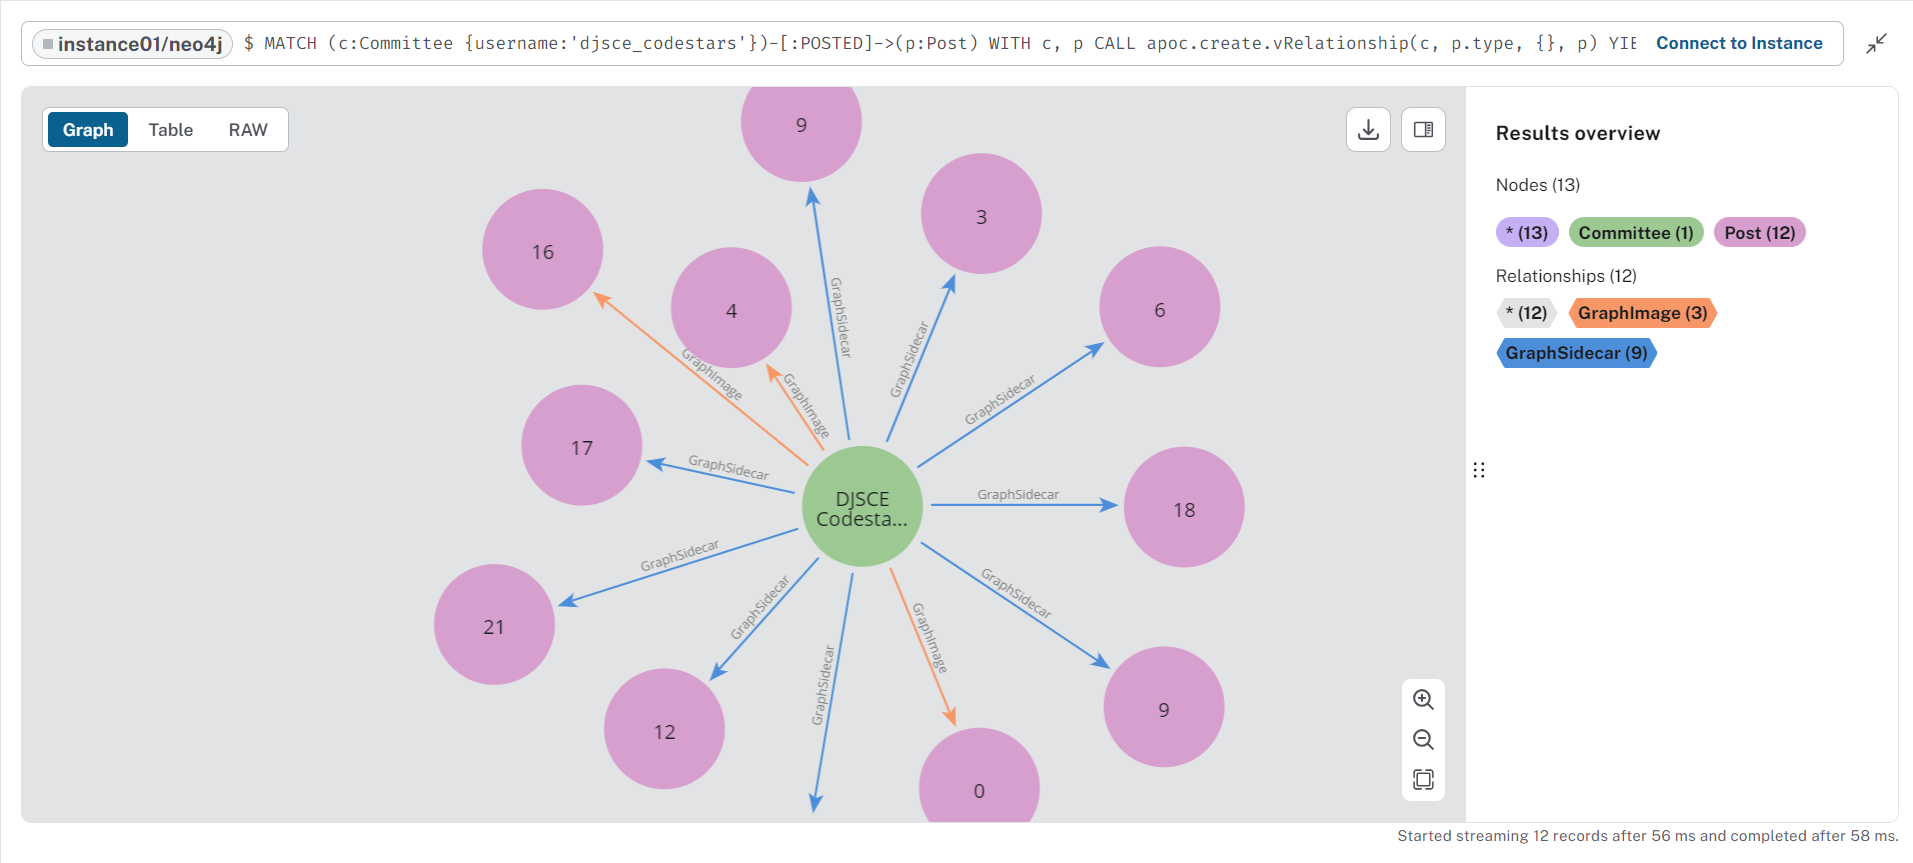 instance01/neo4j $ MATCH (c:Committee {username:'djsce_codestars'})-[:POSTED]->(p:Post) WITH c, p CALL apoc.create.vRelationship(c, p.type, {}, p) YIE Connect to Instance
Graph Table RAW
9
3
16
4
6
GraphSidecar
GraphSidecar
GraphImage
GraphImage
GraphSidecar
17
GraphSidecar
DJSCE
Codesta...
GraphSidecar
18
GraphSidecar
21
GraphSidecar
GraphSidecar
GraphImage
GraphSidecar
12
9
0
Results overview
Nodes (13)
* (13) Committee (1) Post (12)
Relationships (12)
* (12) GraphImage (3)
GraphSidecar (9)
Started streaming 12 records after 56 ms and completed after 58 ms.